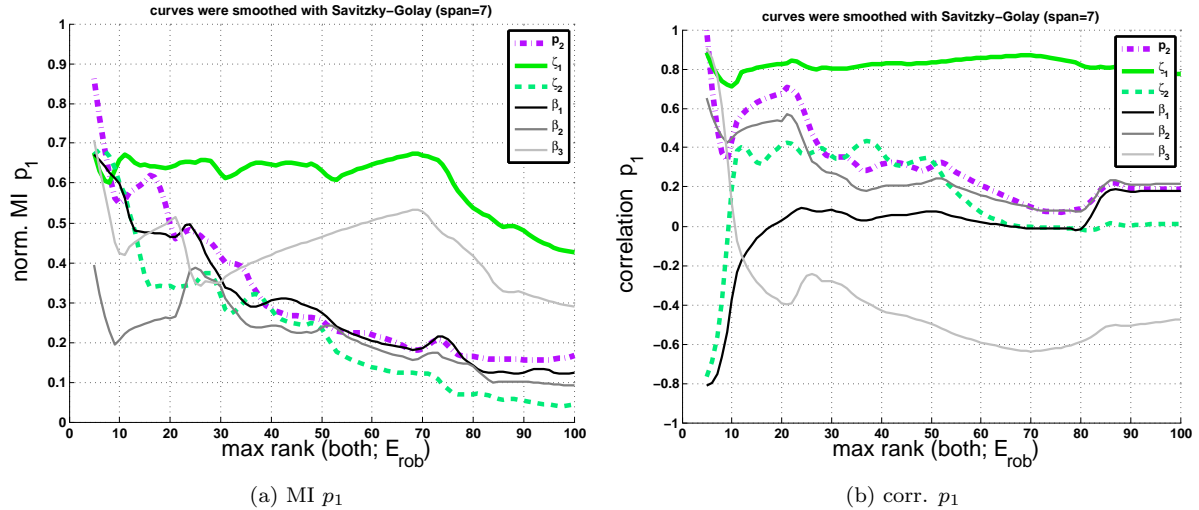 curves were smoothed with Savitzky-Golay (span=7)
norm. MI p1
1
0.9
0.8
0.7
0.6
0.5
0.4
0.3
0.2
0.1
0
p2
ζ1
ζ2
β1
β2
β3
0 10 20 30 40 50 60 70 80 90 100
max rank (both; Erob)
(a) MI p1
curves were smoothed with Savitzky-Golay (span=7)
correlation p1
1
0.8
0.6
0.4
0.2
0
−0.2
−0.4
−0.6
−0.8
−1
p2
ζ1
ζ2
β1
β2
β3
0 10 20 30 40 50 60 70 80 90 100
max rank (both; Erob)
(b) corr. p1